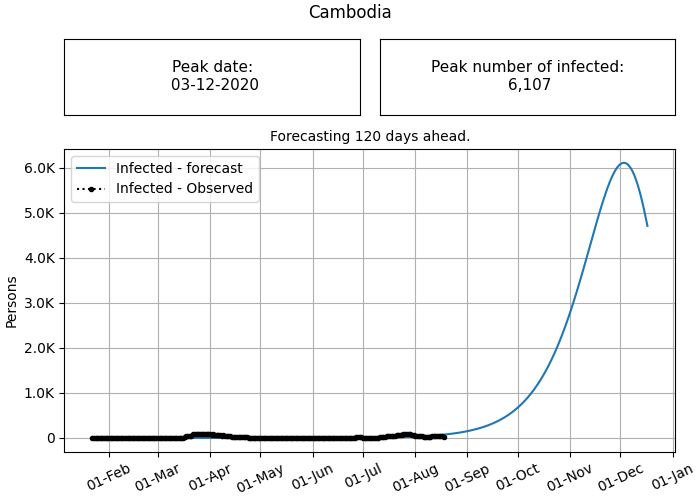 Cambodia
Peak date:
03-12-2020
Peak number of infected:
6,107
Forecasting 120 days ahead.
Infected - forecast
Infected - Observed
Persons
6.0K
5.0K
4.0K
3.0K
2.0K
1.0K
0
01-Feb
01-Mar
01-Apr
01-May
01-Jun
01-Jul
01-Aug
01-Sep
01-Oct
01-Nov
01-Dec
01-Jan